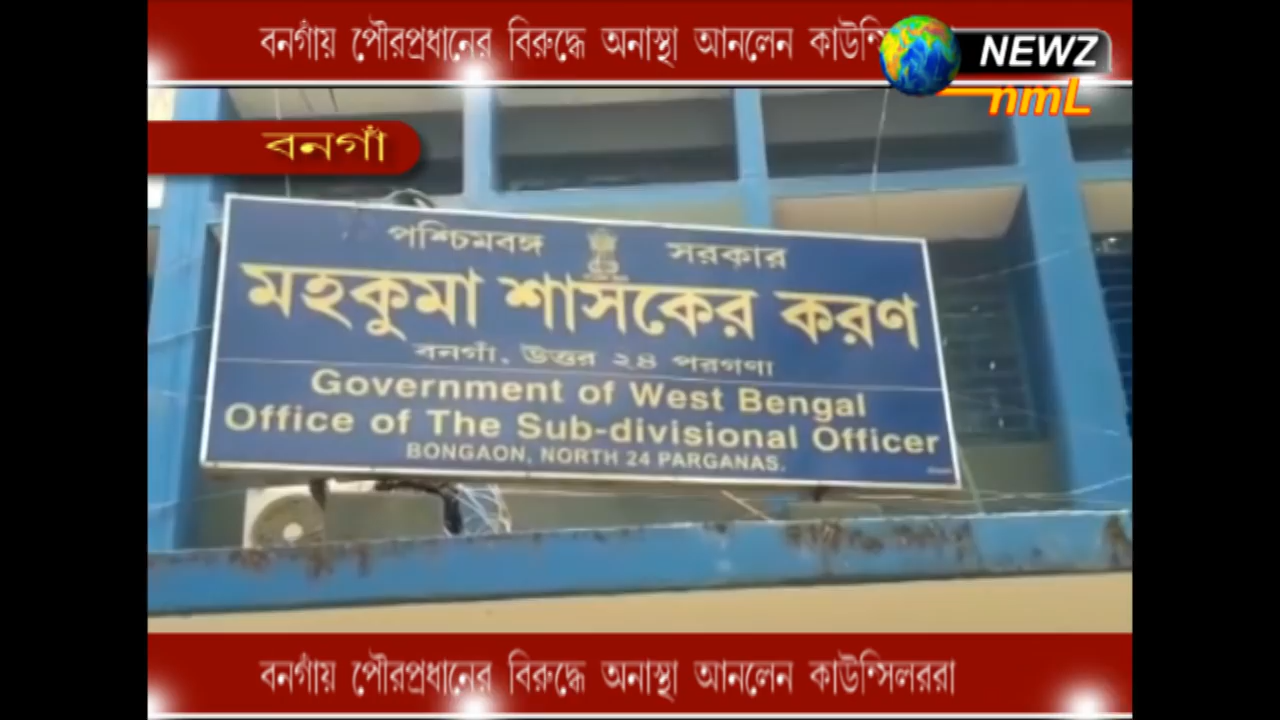 বনগাঁয় পৌরপ্রধানের বিরুদ্ধে অনাস্থা আনলেন
NEWZ
nmL
বনগাঁ
পশ্চিমবঙ্গ সরকার
মহকুমা শাসকের করণ
বনগাঁ, উত্তর ২৪ পরগণা
Government of West Bengal
Office of The Sub-divisional Officer
BONGAON, NORTH 24 PARGANAS.
বনগাঁয় পৌরপ্রধানের বিরুদ্ধে অনাস্থা আনলেন কাউন্সিলররা